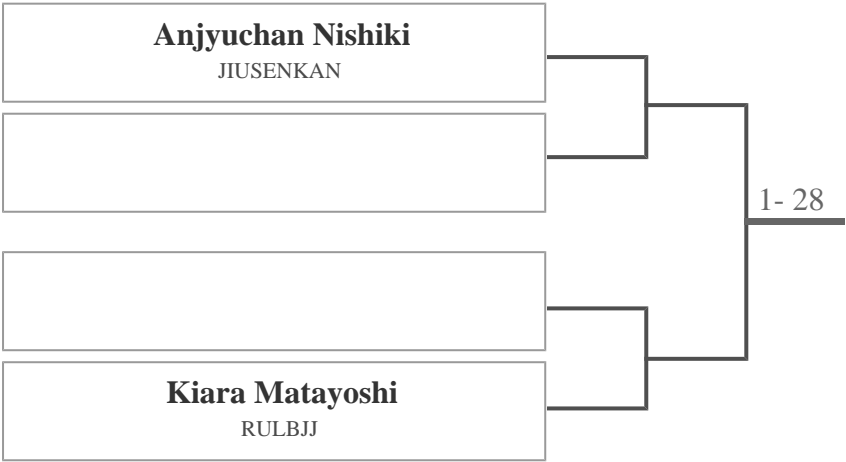 Anjyuchan Nishiki
JIUSENKAN
1- 28
Kiara Matayoshi
RULBJJ